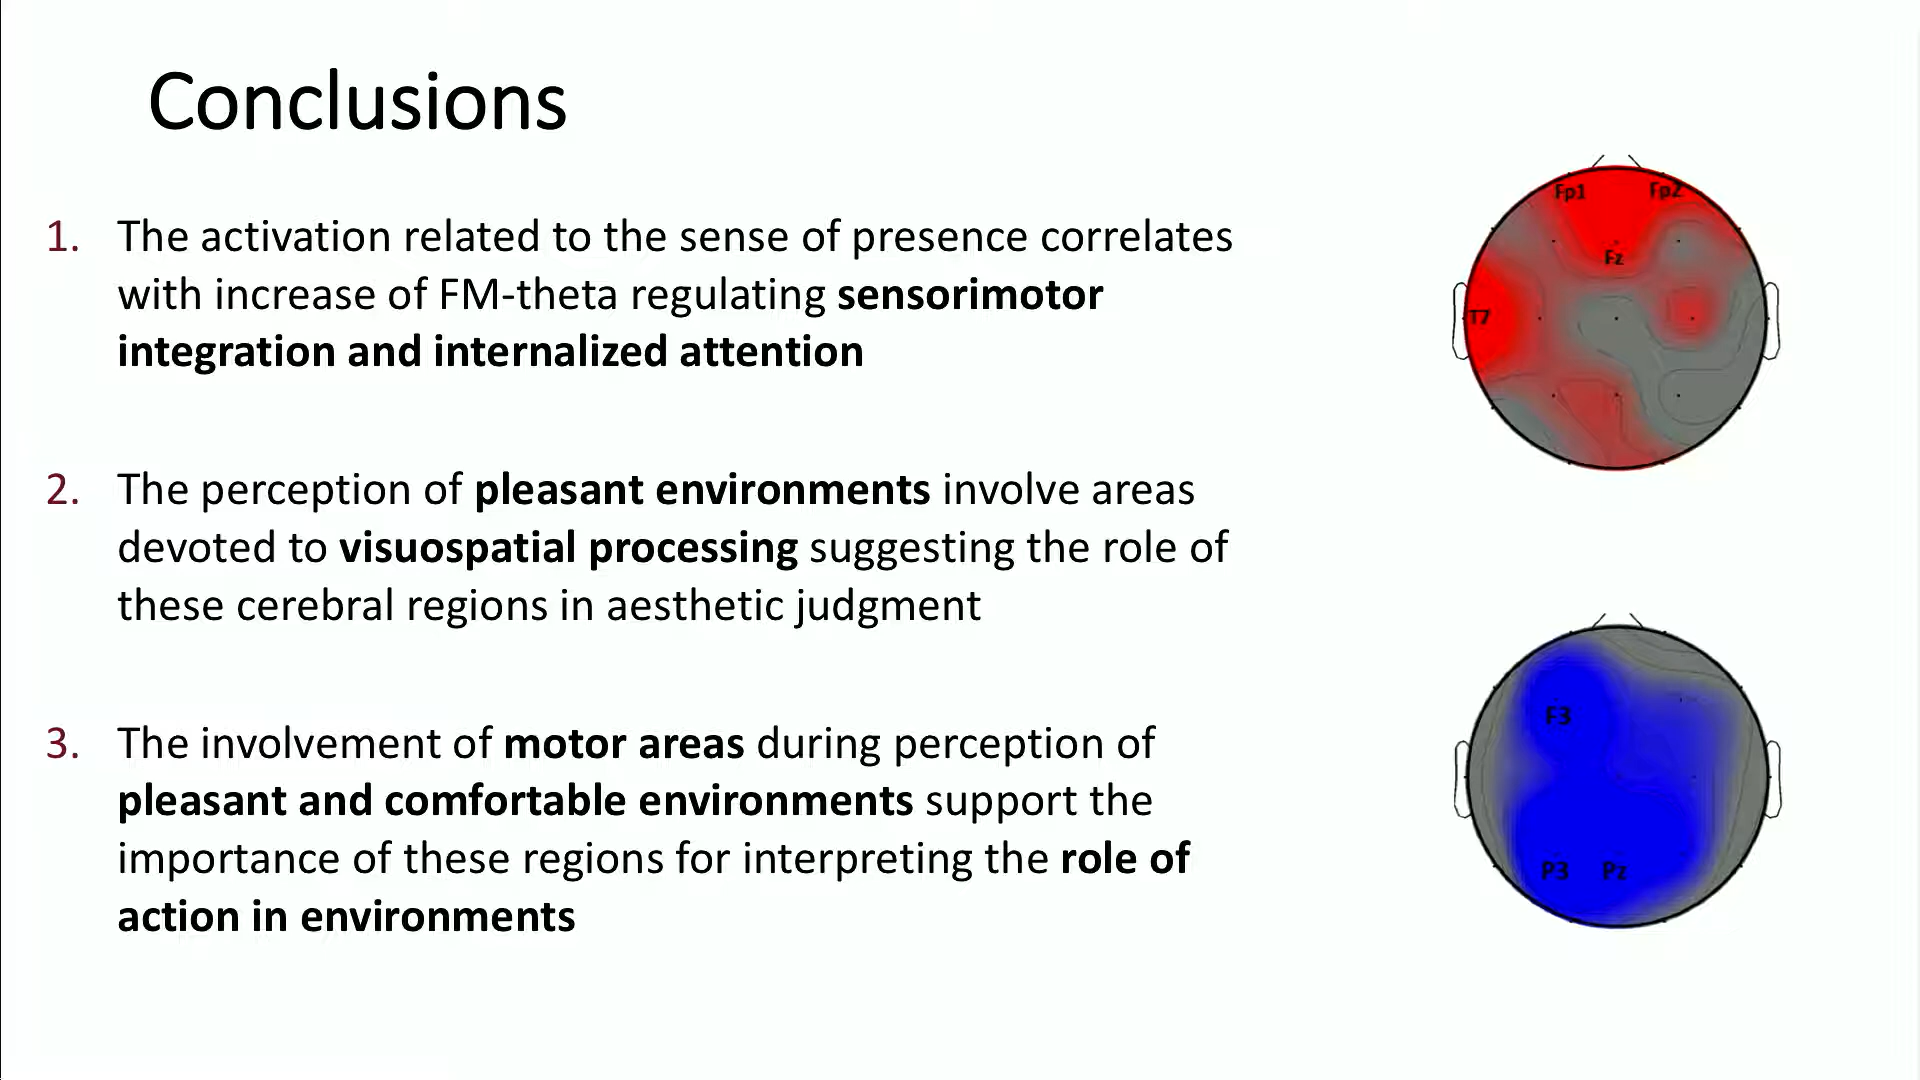 Conclusions
1. The activation related to the sense of presence correlates
with increase of FM-theta regulating sensorimotor
integration and internalized attention
2. The perception of pleasant environments involve areas
devoted to visuospatial processing suggesting the role of
these cerebral regions in aesthetic judgment
3. The involvement of motor areas during perception of
pleasant and comfortable environments support the
importance of these regions for interpreting the role of
action in environments
Fp1 Fp2
Fz
T7
F3
P3 Pz